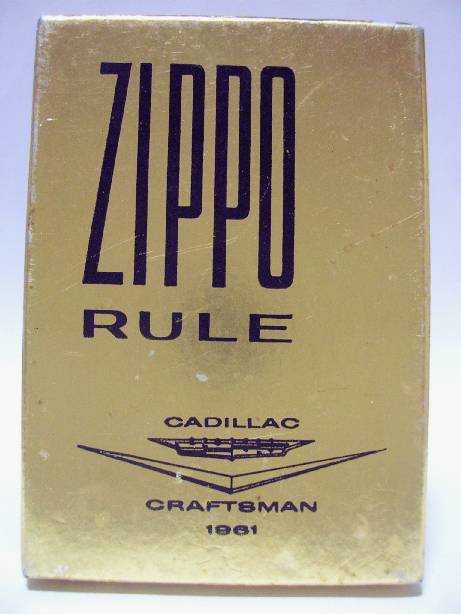 ZIPPO
RULE
CADILLAC
CRAFTSMAN
1961